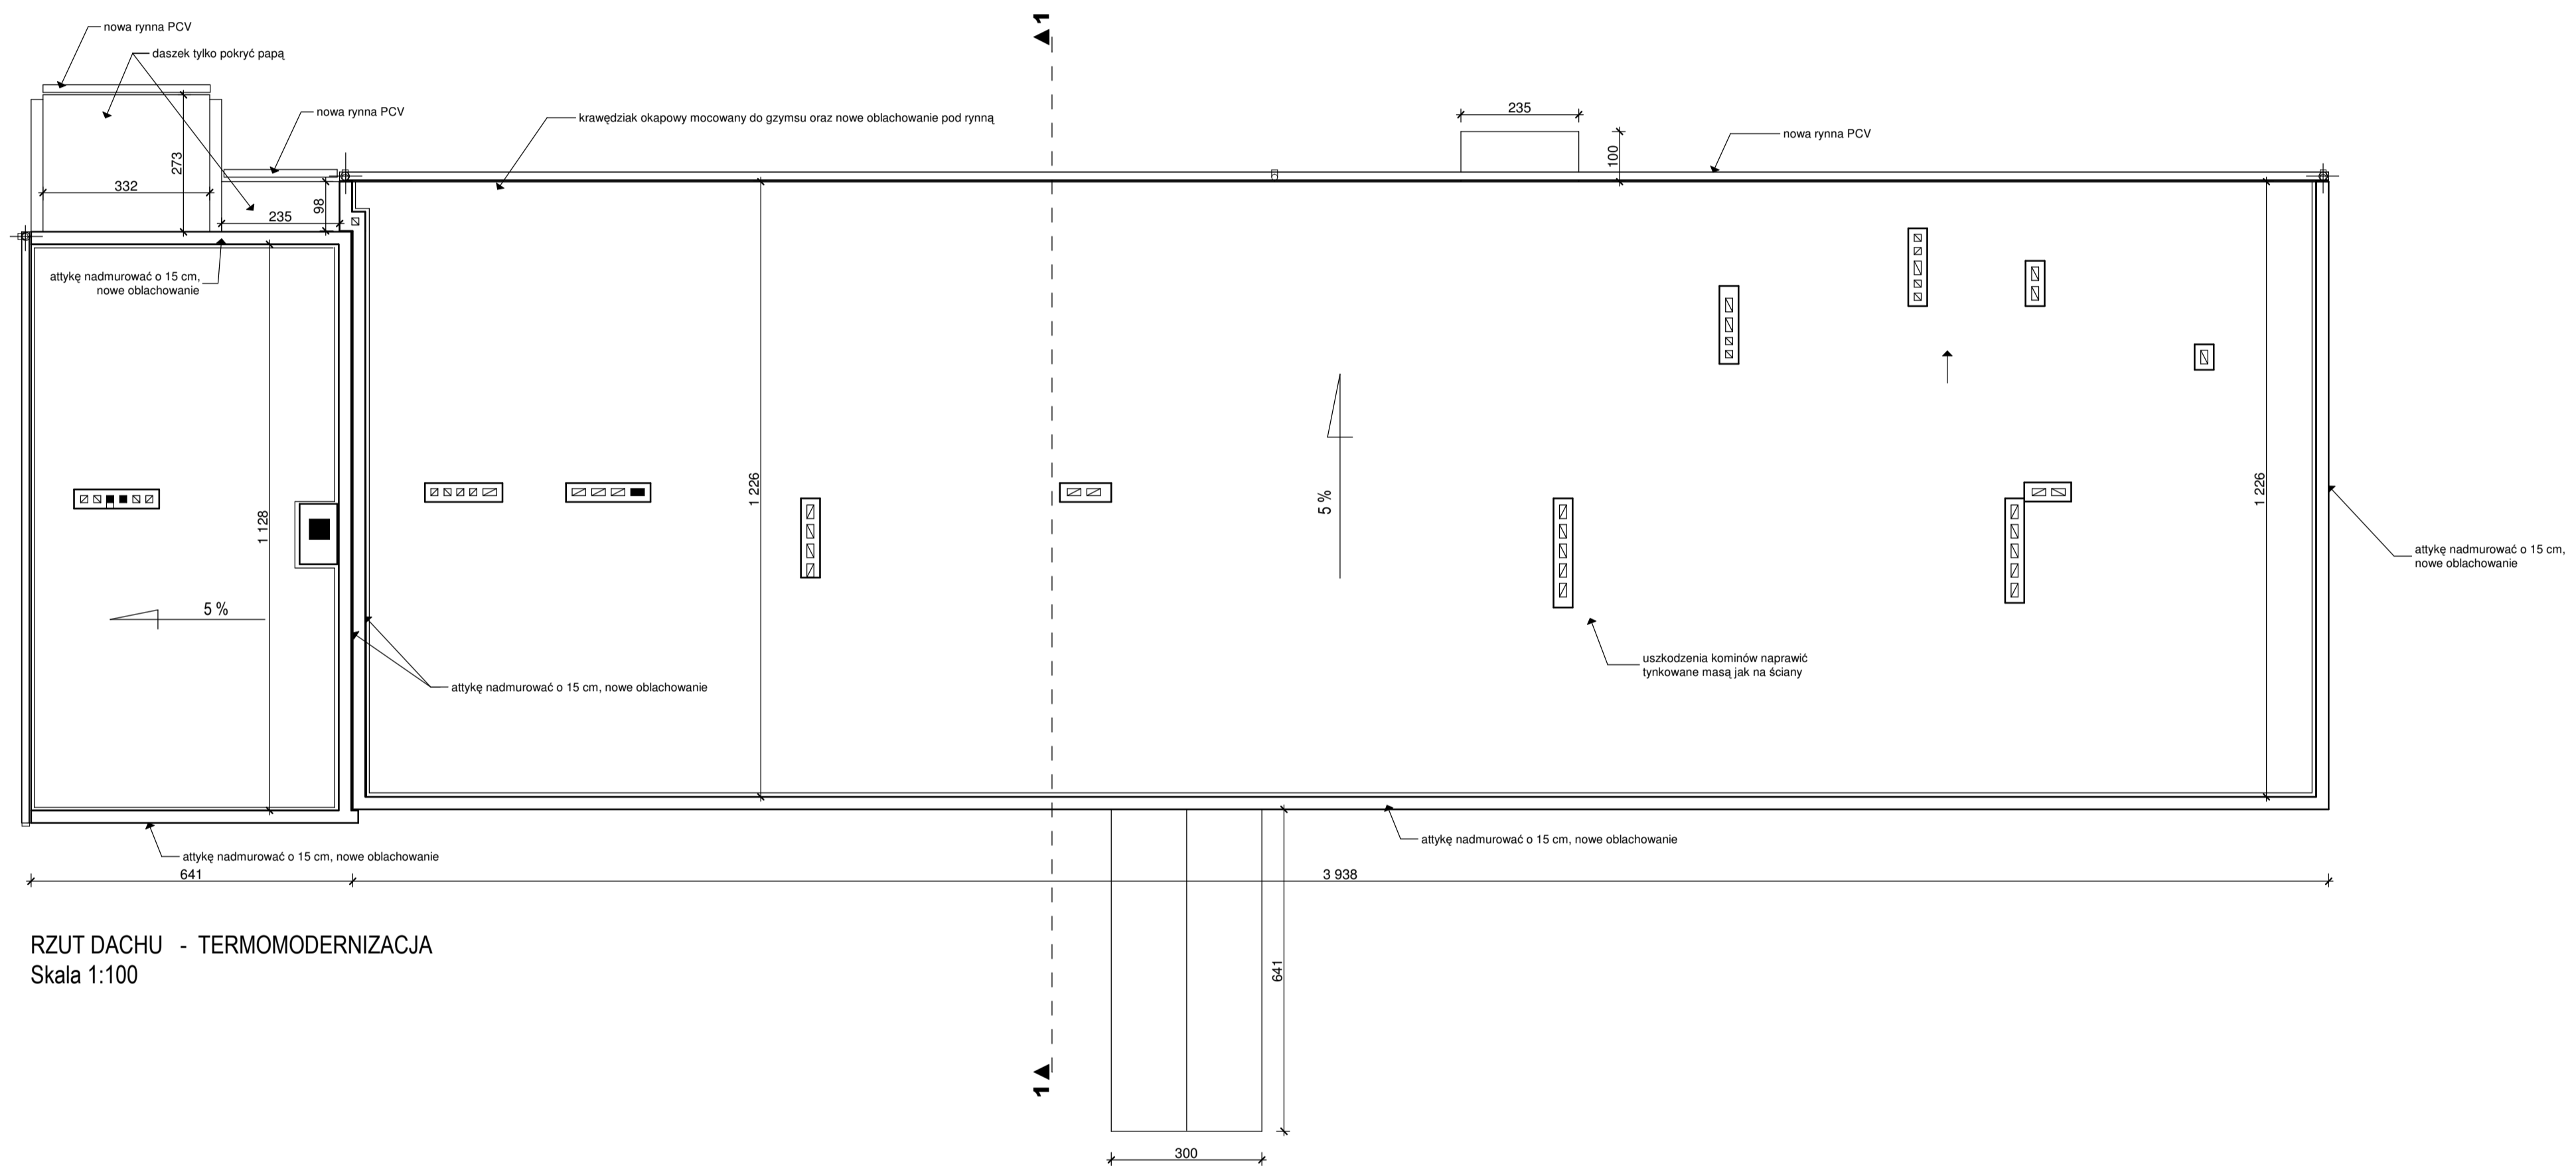 1
nowa rynna PCV
daszek tylko pokryć papą
nowa rynna PCV
krawędziak okapowy mocowany do gzymsu oraz nowe oblachowanie pod rynną
235
100
nowa rynna PCV
273
332
235
98
attykę nadmurować o 15 cm,
nowe oblachowanie
1 128
1 226
5 %
1 226
attykę nadmurować o 15 cm,
nowe oblachowanie
5 %
uszkodzenia kominów naprawić
tynkowane masą jak na ściany
attykę nadmurować o 15 cm, nowe oblachowanie
attykę nadmurować o 15 cm, nowe oblachowanie
attykę nadmurować o 15 cm, nowe oblachowanie
641
3 938
RZUT DACHU - TERMOMODERNIZACJA
Skala 1:100
641
1
300